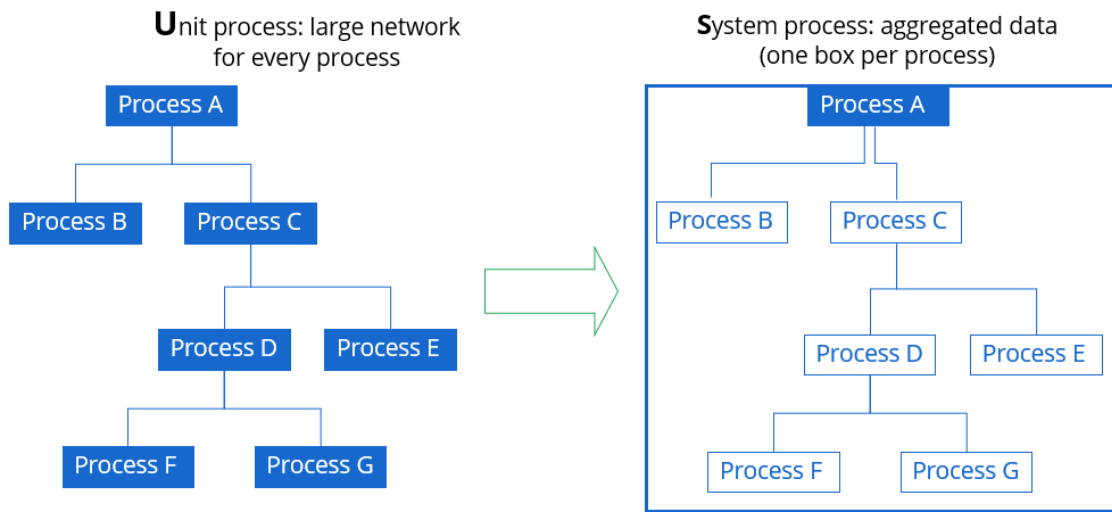 Unit process: large network
for every process
Process A
Process B
Process C
Process D
Process E
Process F
Process G
System process: aggregated data
(one box per process)
Process A
Process B
Process C
Process D
Process E
Process F
Process G